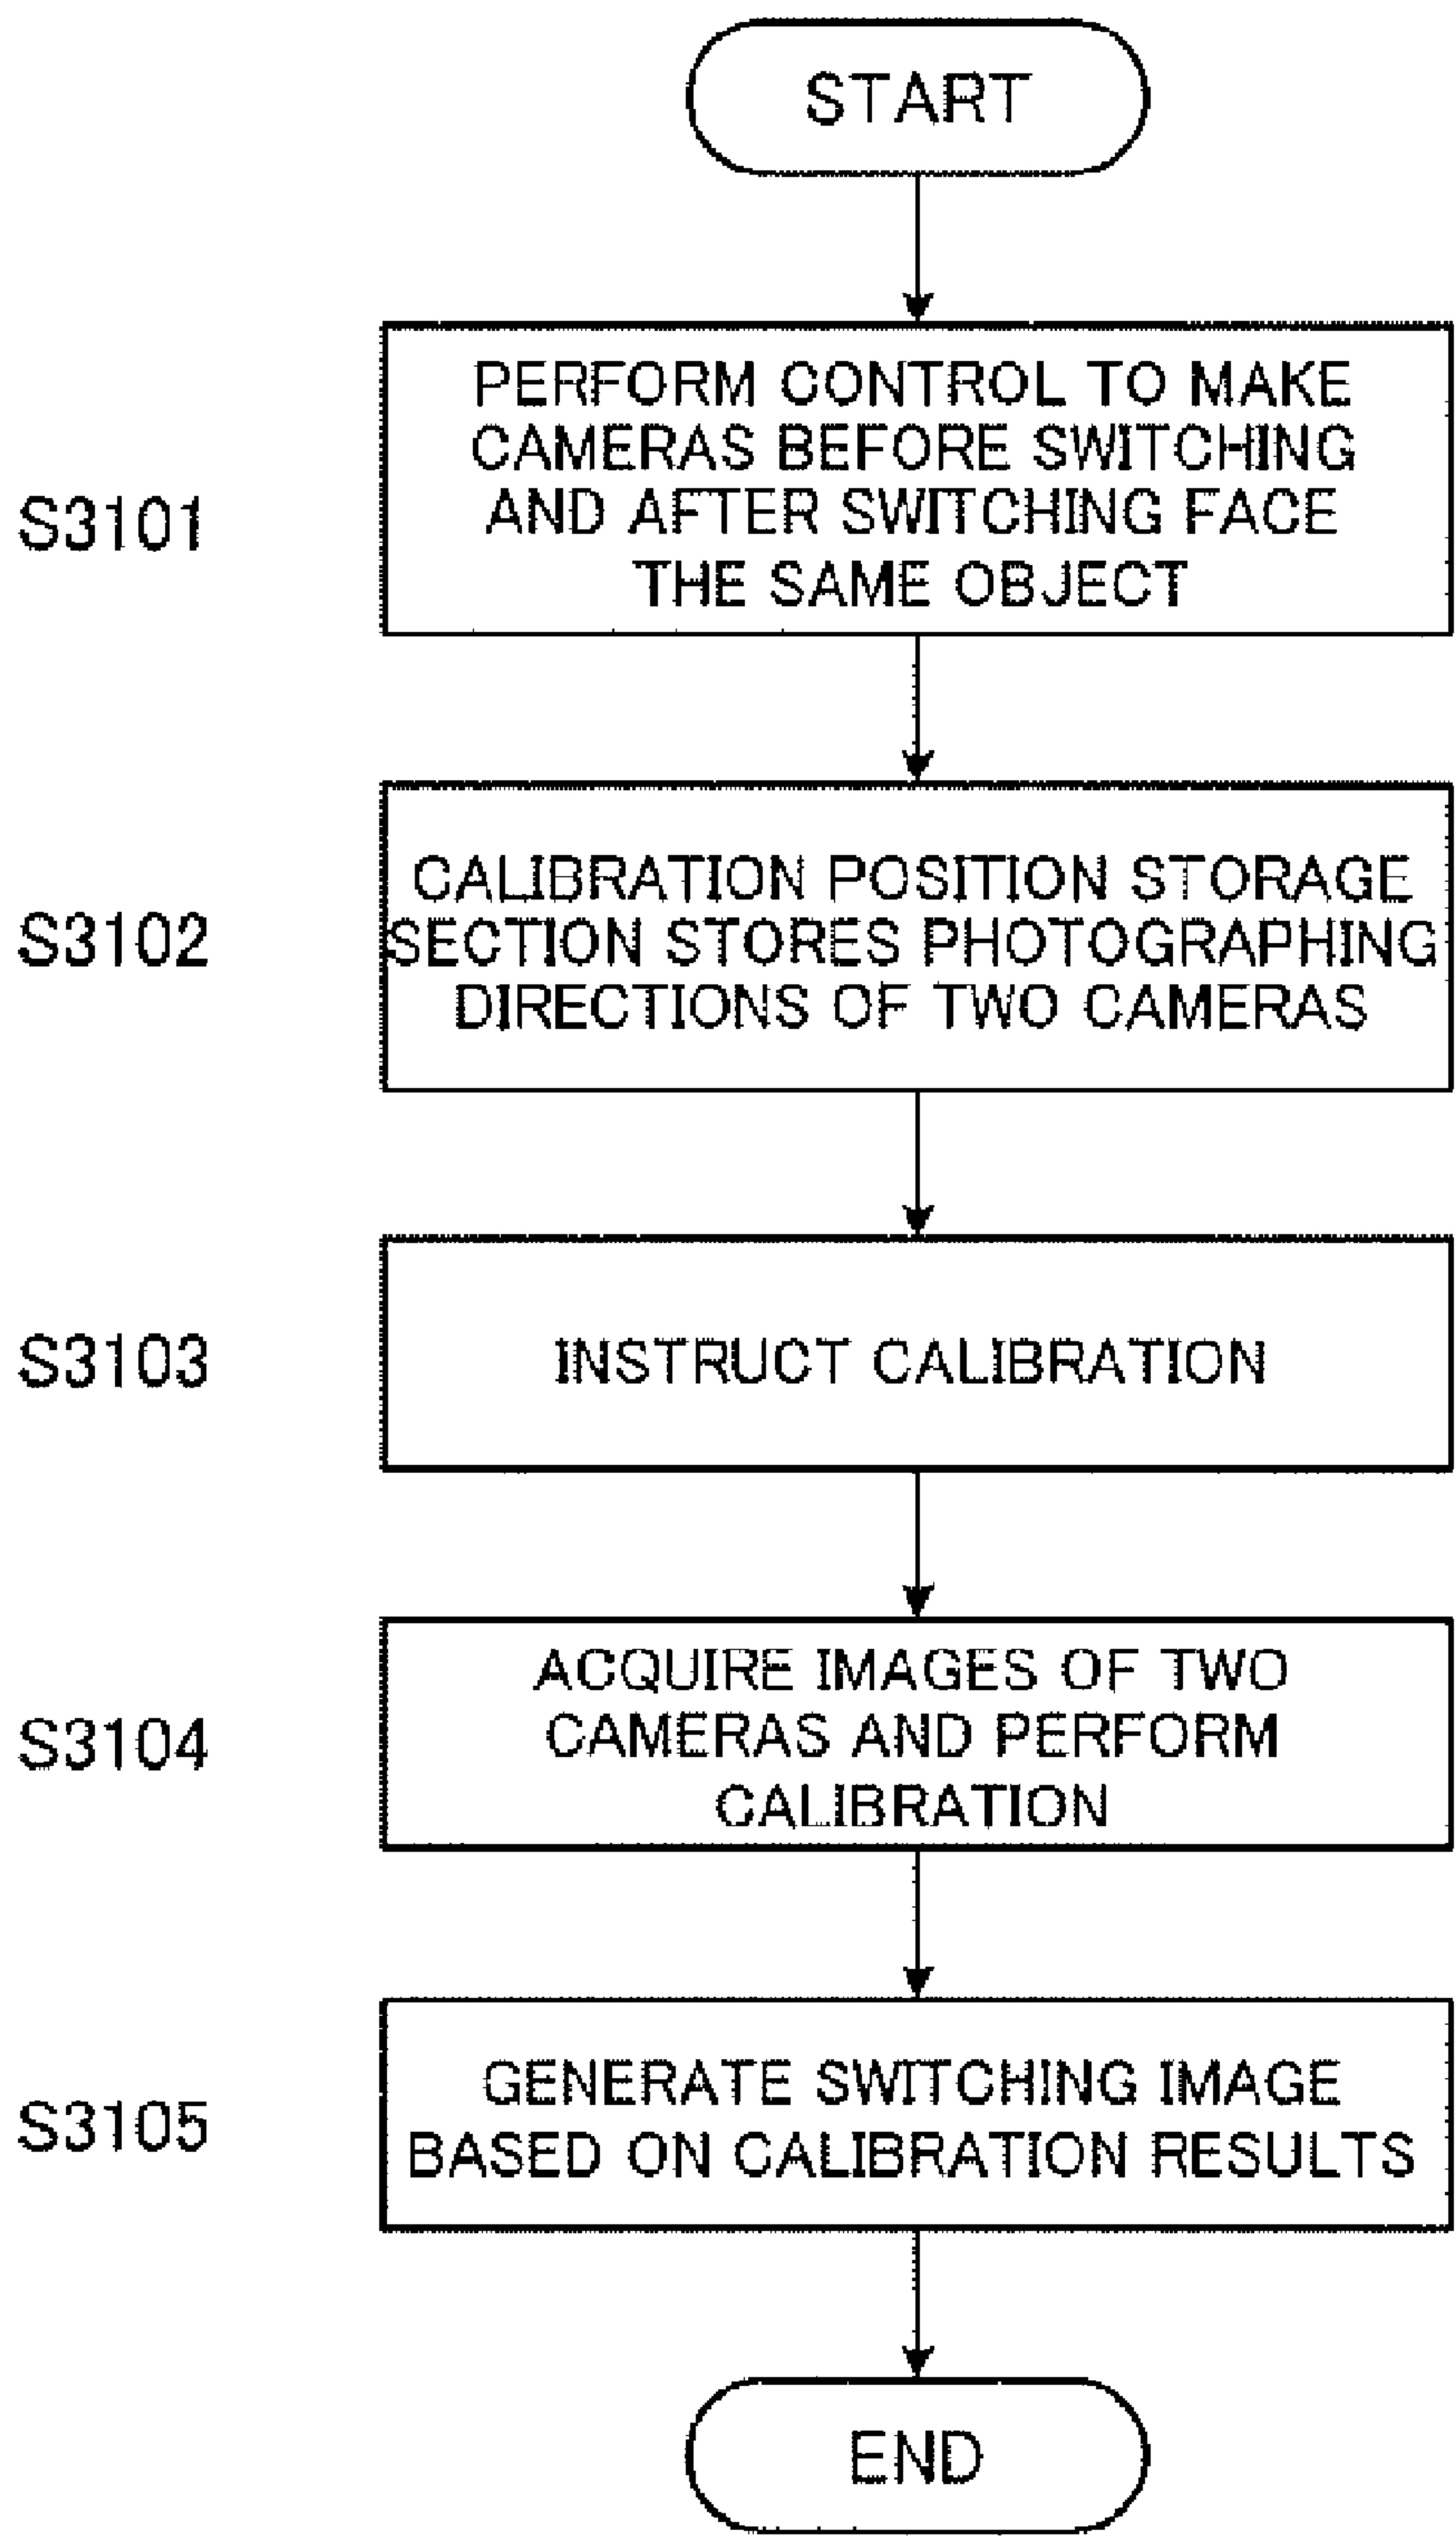 START
PERFORM CONTROL TO MAKE
CAMERAS BEFORE SWITCHING
AND AFTER SWITCHING FACE
THE SAME OBJECT
S3101
CALIBRATION POSITION STORAGE
SECTION STORES PHOTOGRAPHING
DIRECTIONS OF TWO CAMERAS
S3102
INSTRUCT CALIBRATION
S3103
ACQUIRE IMAGES OF TWO
CAMERAS AND PERFORM
CALIBRATION
S3104
GENERATE SWITCHING IMAGE
BASED ON CALIBRATION RESULTS
S3105
END